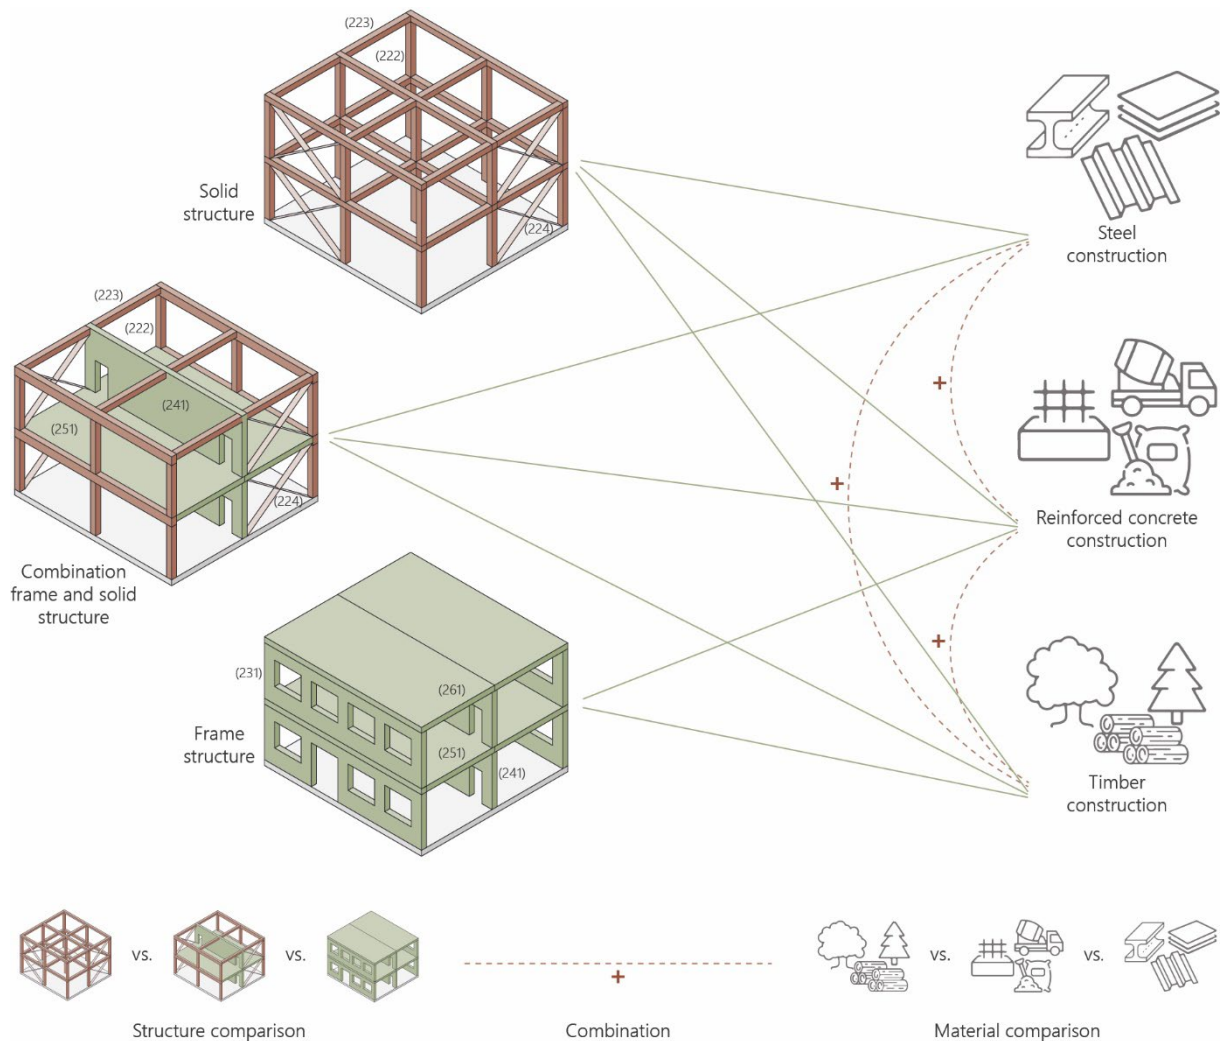 (223)
(222)
Solid
structure
(224)
Steel
construction
(223)
(222)
(241)
(251)
(224)
Combination
frame and solid
structure
+
+
+
Reinforced concrete
construction
(231)
(261)
(251)
(241)
Frame
structure
Timber
construction
vs.
vs.
+
vs.
vs.
Structure comparison
Combination
Material comparison